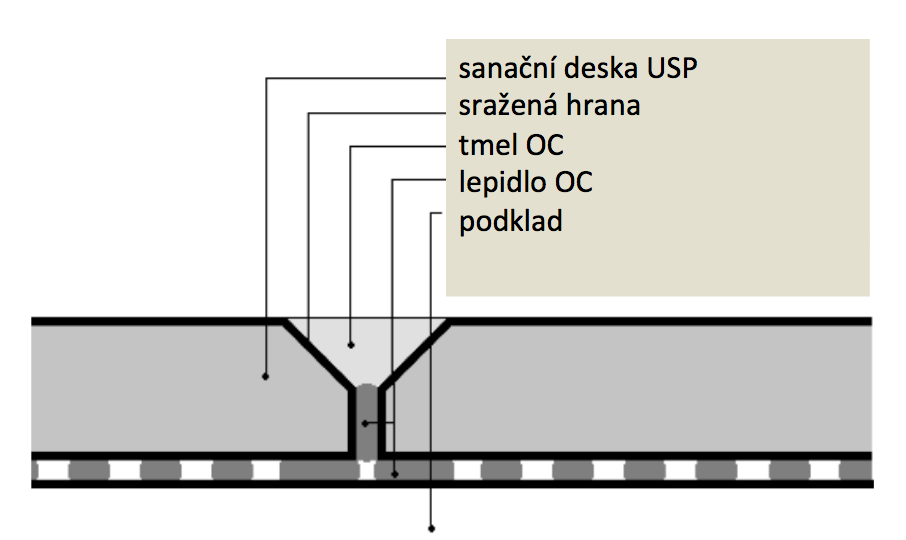 sanační deska USP
sražená hrana
tmel OC
lepidlo OC
podklad